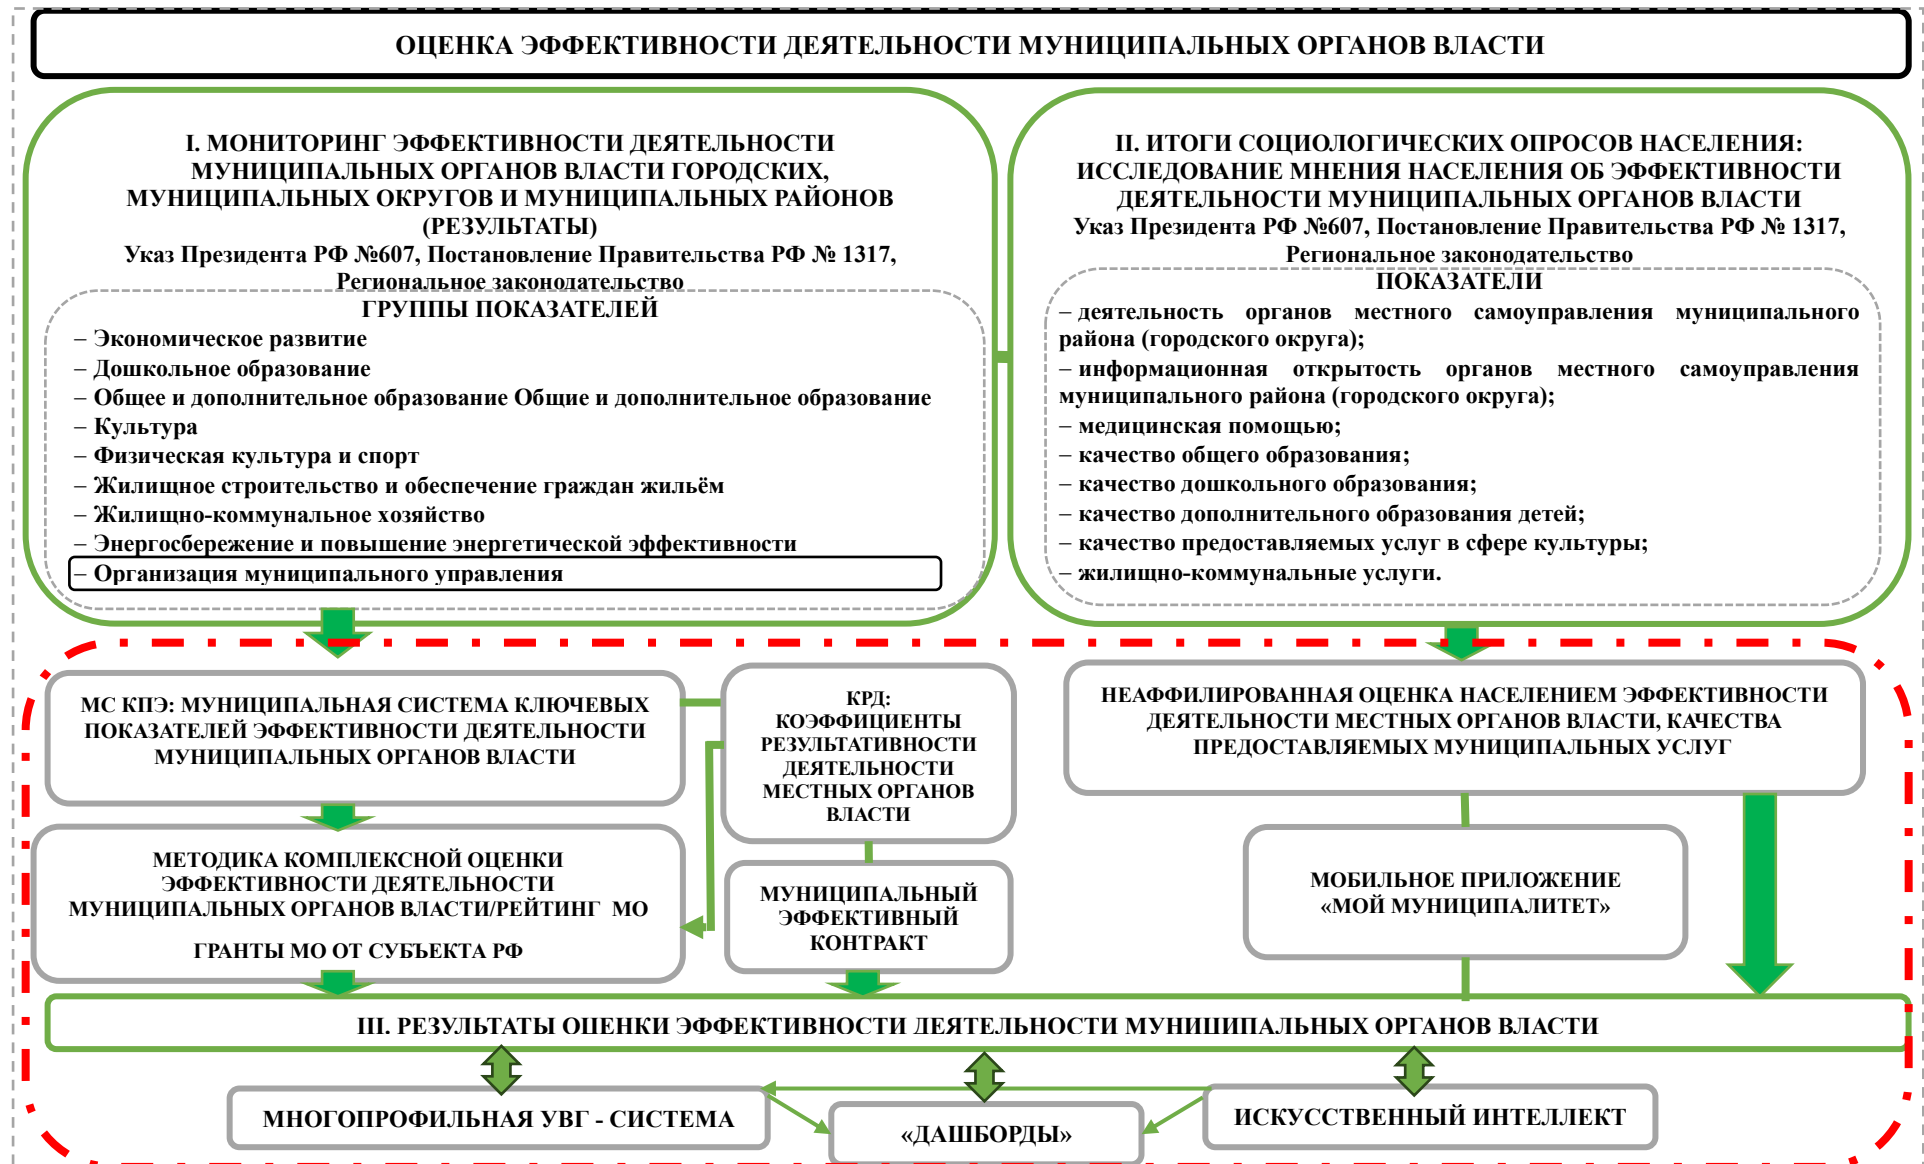 ОЦЕНКА ЭФФЕКТИВНОСТИ ДЕЯТЕЛЬНОСТИ МУНИЦИПАЛЬНЫХ ОРГАНОВ ВЛАСТИ
I. МОНИТОРИНГ ЭФФЕКТИВНОСТИ ДЕЯТЕЛЬНОСТИ
МУНИЦИПАЛЬНЫХ ОРГАНОВ ВЛАСТИ ГОРОДСКИХ,
МУНИЦИПАЛЬНЫХ ОКРУГОВ И МУНИЦИПАЛЬНЫХ РАЙОНОВ
(РЕЗУЛЬТАТЫ)
Указ Президента РФ №607, Постановление Правительства РФ № 1317,
Региональное законодательство
ГРУППЫ ПОКАЗАТЕЛЕЙ
– Экономическое развитие
– Дошкольное образование
– Общее и дополнительное образование Общие и дополнительное образование
– Культура
– Физическая культура и спорт
– Жилищное строительство и обеспечение граждан жильём
– Жилищно-коммунальное хозяйство
– Энергосбережение и повышение энергетической эффективности
– Организация муниципального управления
II. ИТОГИ СОЦИОЛОГИЧЕСКИХ ОПРОСОВ НАСЕЛЕНИЯ:
ИССЛЕДОВАНИЕ МНЕНИЯ НАСЕЛЕНИЯ ОБ ЭФФЕКТИВНОСТИ
ДЕЯТЕЛЬНОСТИ МУНИЦИПАЛЬНЫХ ОРГАНОВ ВЛАСТИ
Указ Президента РФ №607, Постановление Правительства РФ № 1317,
Региональное законодательство
ПОКАЗАТЕЛИ
– деятельность органов местного самоуправления муниципального
района (городского округа);
– информационная открытость органов местного самоуправления
муниципального района (городского округа);
– медицинская помощью;
– качество общего образования;
– качество дошкольного образования;
– качество дополнительного образования детей;
– качество предоставляемых услуг в сфере культуры;
– жилищно-коммунальные услуги.
МС КПЭ: МУНИЦИПАЛЬНАЯ СИСТЕМА КЛЮЧЕВЫХ
ПОКАЗАТЕЛЕЙ ЭФФЕКТИВНОСТИ ДЕЯТЕЛЬНОСТИ
МУНИЦИПАЛЬНЫХ ОРГАНОВ ВЛАСТИ
КРД:
КОЭФФИЦИЕНТЫ
РЕЗУЛЬТАТИВНОСТИ
ДЕЯТЕЛЬНОСТИ
МЕСТНЫХ ОРГАНОВ
ВЛАСТИ
НЕАФФИЛИРОВАННАЯ ОЦЕНКА НАСЕЛЕНИЕМ ЭФФЕКТИВНОСТИ
ДЕЯТЕЛЬНОСТИ МЕСТНЫХ ОРГАНОВ ВЛАСТИ, КАЧЕСТВА
ПРЕДОСТАВЛЯЕМЫХ МУНИЦИПАЛЬНЫХ УСЛУГ
МЕТОДИКА КОМПЛЕКСНОЙ ОЦЕНКИ
ЭФФЕКТИВНОСТИ ДЕЯТЕЛЬНОСТИ
МУНИЦИПАЛЬНЫХ ОРГАНОВ ВЛАСТИ/РЕЙТИНГ МО
ГРАНТЫ МО ОТ СУБЪЕКТА РФ
МУНИЦИПАЛЬНЫЙ
ЭФФЕКТИВНЫЙ
КОНТРАКТ
МОБИЛЬНОЕ ПРИЛОЖЕНИЕ
«МОЙ МУНИЦИПАЛИТЕТ»
III. РЕЗУЛЬТАТЫ ОЦЕНКИ ЭФФЕКТИВНОСТИ ДЕЯТЕЛЬНОСТИ МУНИЦИПАЛЬНЫХ ОРГАНОВ ВЛАСТИ
МНОГОПРОФИЛЬНАЯ УВГ - СИСТЕМА
«ДАШБОРДЫ»
ИСКУССТВЕННЫЙ ИНТЕЛЛЕКТ